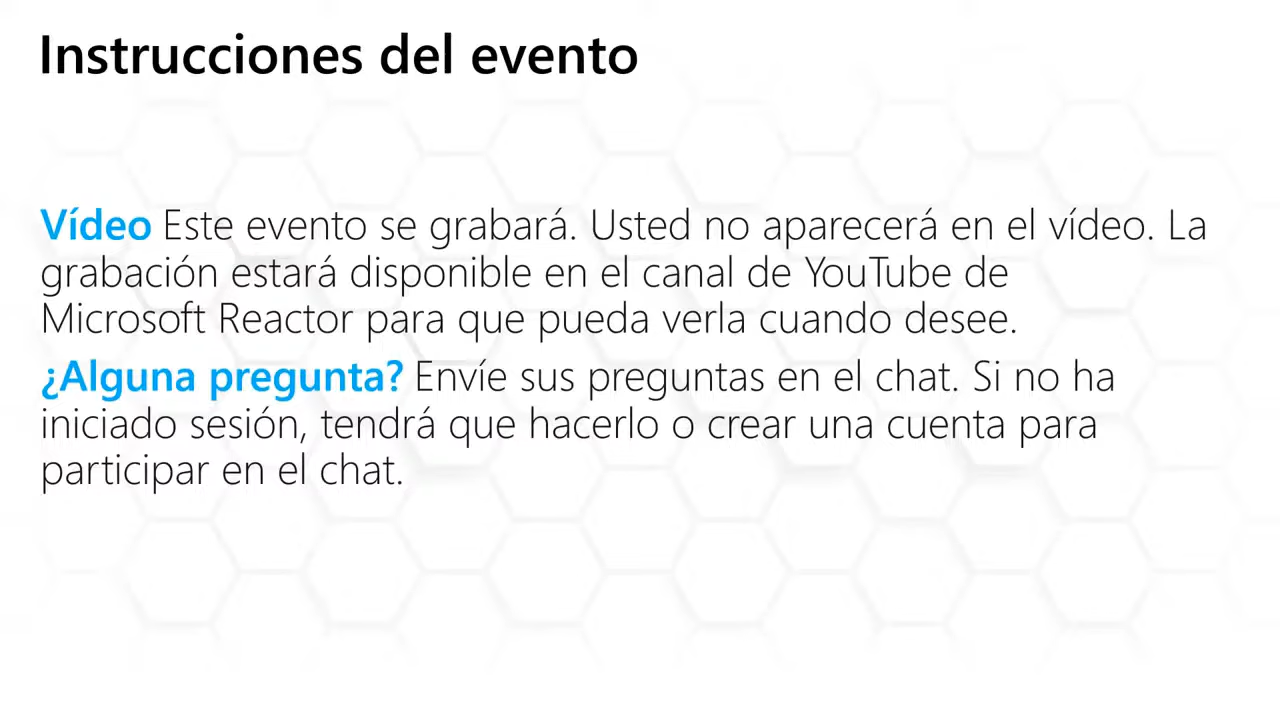 Instrucciones del evento
Vídeo Este evento se grabará. Usted no aparecerá en el vídeo. La
grabación estará disponible en el canal de YouTube de
Microsoft Reactor para que pueda verla cuando desee.
¿Alguna pregunta? Envíe sus preguntas en el chat. Si no ha
iniciado sesión, tendrá que hacerlo o crear una cuenta para
participar en el chat.